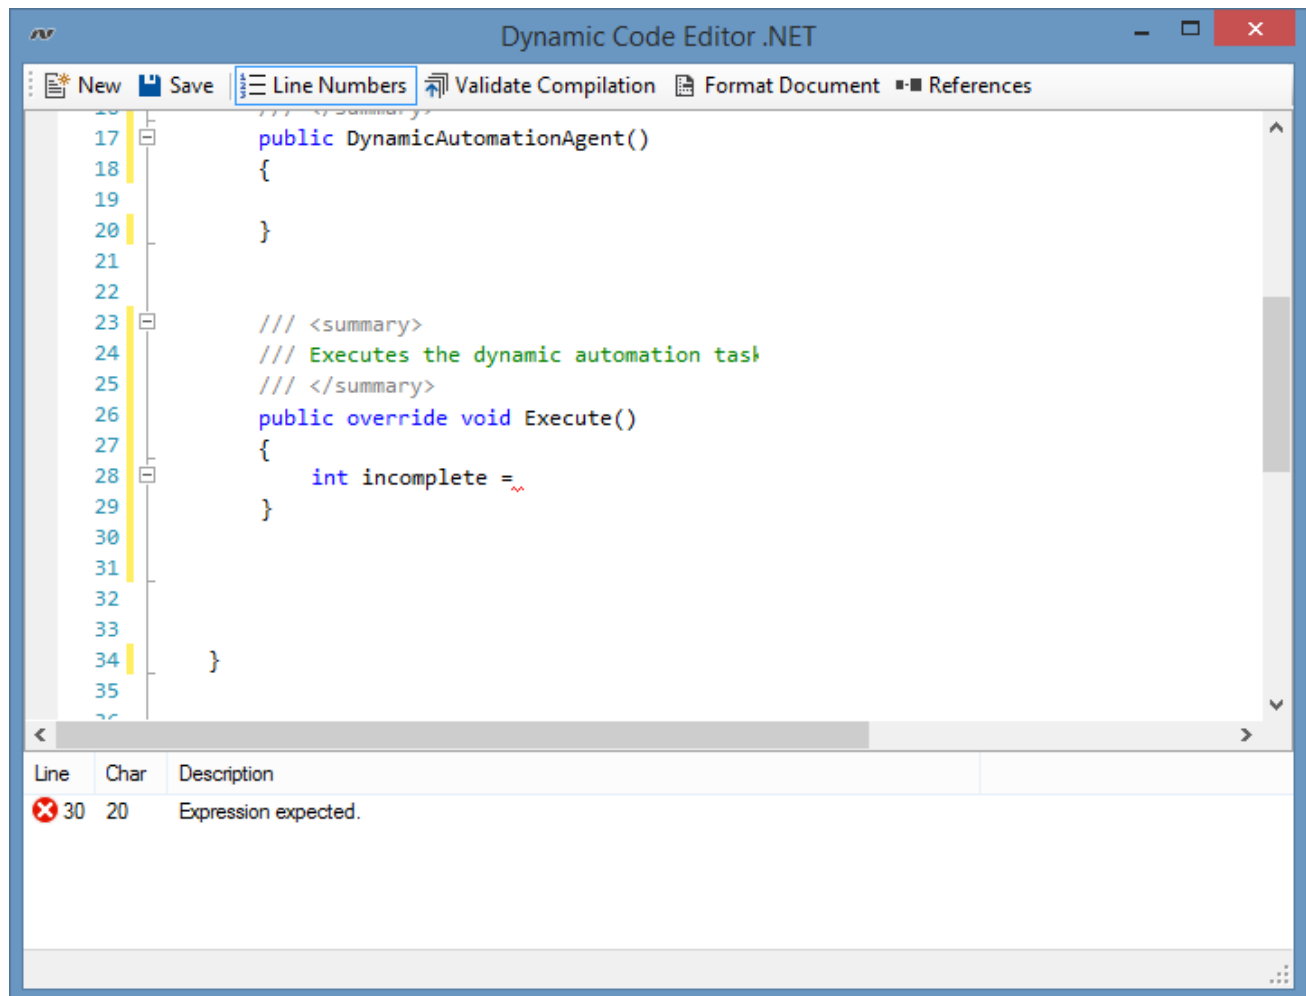 Dynamic Code Editor .NET
New Save Line Numbers Validate Compilation Format Document References
17 public DynamicAutomationAgent()
18 {
19
20 }
21
22
23 /// <summary>
24 /// Executes the dynamic automation task
25 /// </summary>
26 public override void Execute()
27 {
28 int incomplete =
29 }
30
31
32
33
34 }
35
Line Char Description
30 20 Expression expected.